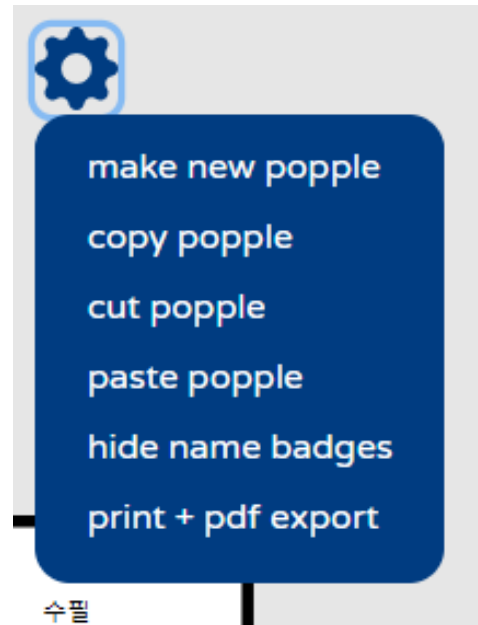 make new popple
copy popple
cut popple
paste popple
hide name badges
print + pdf export
수필